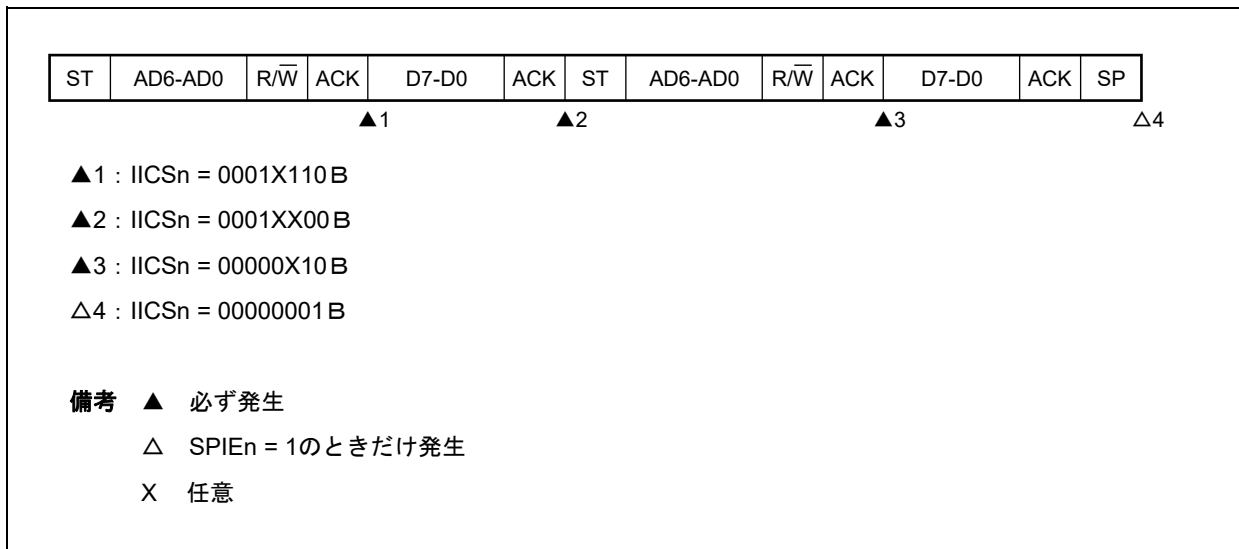 ST AD6-AD0 R/W̅ ACK D7-D0 ACK ST AD6-AD0 R/W̅ ACK D7-D0 ACK SP
▲1 ▲2 ▲3 △4
▲1：IICSn = 0001X110B
▲2：IICSn = 0001XX00B
▲3：IICSn = 00000X10B
△4：IICSn = 00000001B
備考 ▲ 必ず発生
△ SPIEn = 1のときだけ発生
X 任意